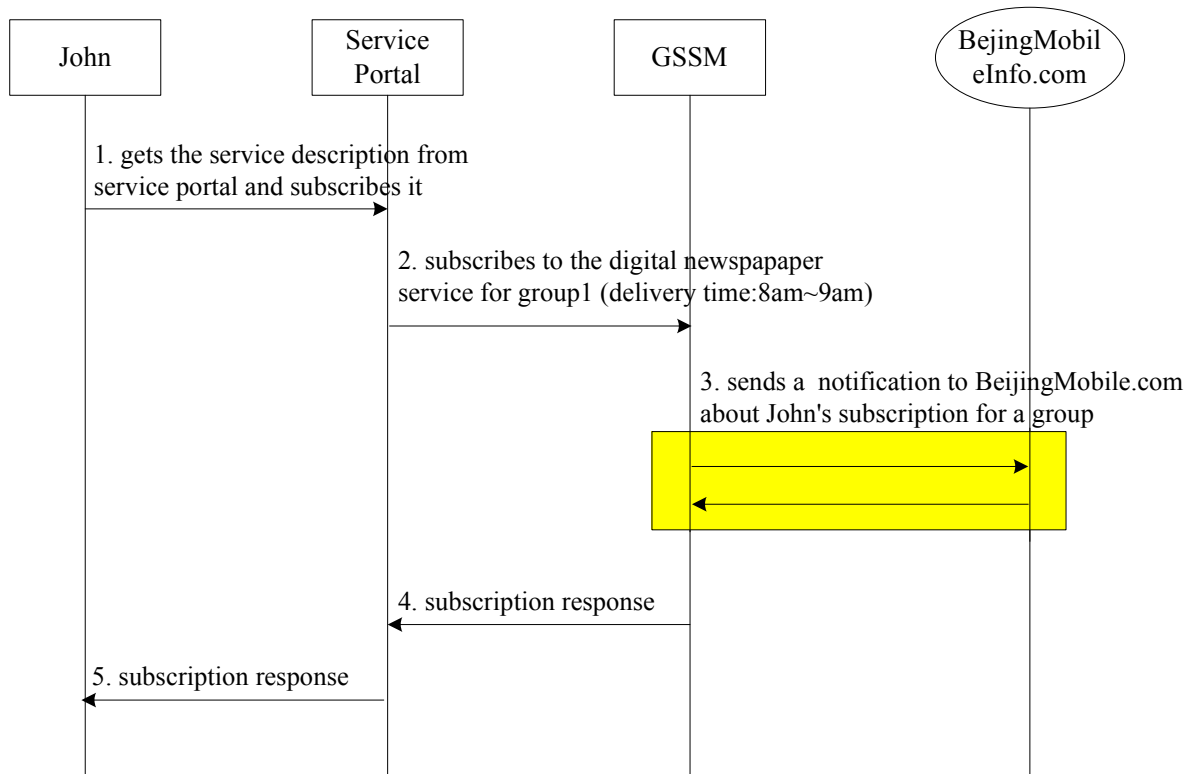 John
Service
Portal
GSSM
BejingMobil
eInfo.com
1. gets the service description from
service portal and subscribes it
2. subscribes to the digital newspapaper
service for group1 (delivery time:8am~9am)
3. sends a  notification to BeijingMobile.com
about John's subscription for a group
4. subscription response
5. subscription response